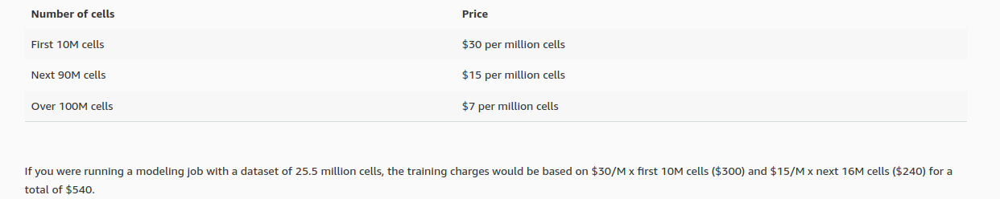 Number of cells Price
First 10M cells $30 per million cells
Next 90M cells $15 per million cells
Over 100M cells $7 per million cells
If you were running a modeling job with a dataset of 25.5 million cells, the training charges would be based on $30/M x first 10M cells ($300) and $15/M x next 16M cells ($240) for a
total of $540.